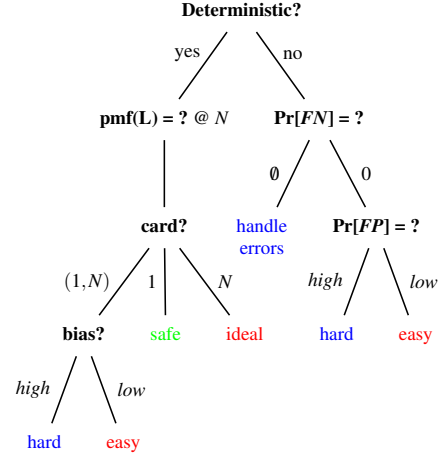 Deterministic?
yes no
pmf(L) = ? @ N Pr[FN] = ?
∅ 0
card? handle errors Pr[FP] = ?
(1, N) 1 N high low
bias? safe ideal hard easy
high low
hard easy